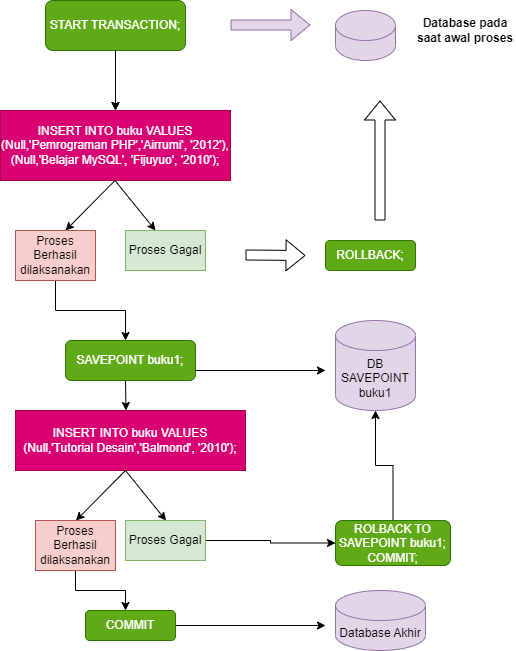 START TRANSACTION;
Database pada
saat awal proses
INSERT INTO buku VALUES
(Null,'Pemrograman PHP','Airrumi', '2012'),
(Null,'Belajar MySQL', 'Fijuyuo', '2010');
Proses
Berhasil
dilaksanakan
Proses Gagal
ROLLBACK;
SAVEPOINT buku1;
DB
SAVEPOINT
buku1
INSERT INTO buku VALUES
(Null,'Tutorial Desain','Balmond', '2010');
Proses
Berhasil
dilaksanakan
Proses Gagal
ROLBACK TO
SAVEPOINT buku1;
COMMIT;
COMMIT
Database Akhir